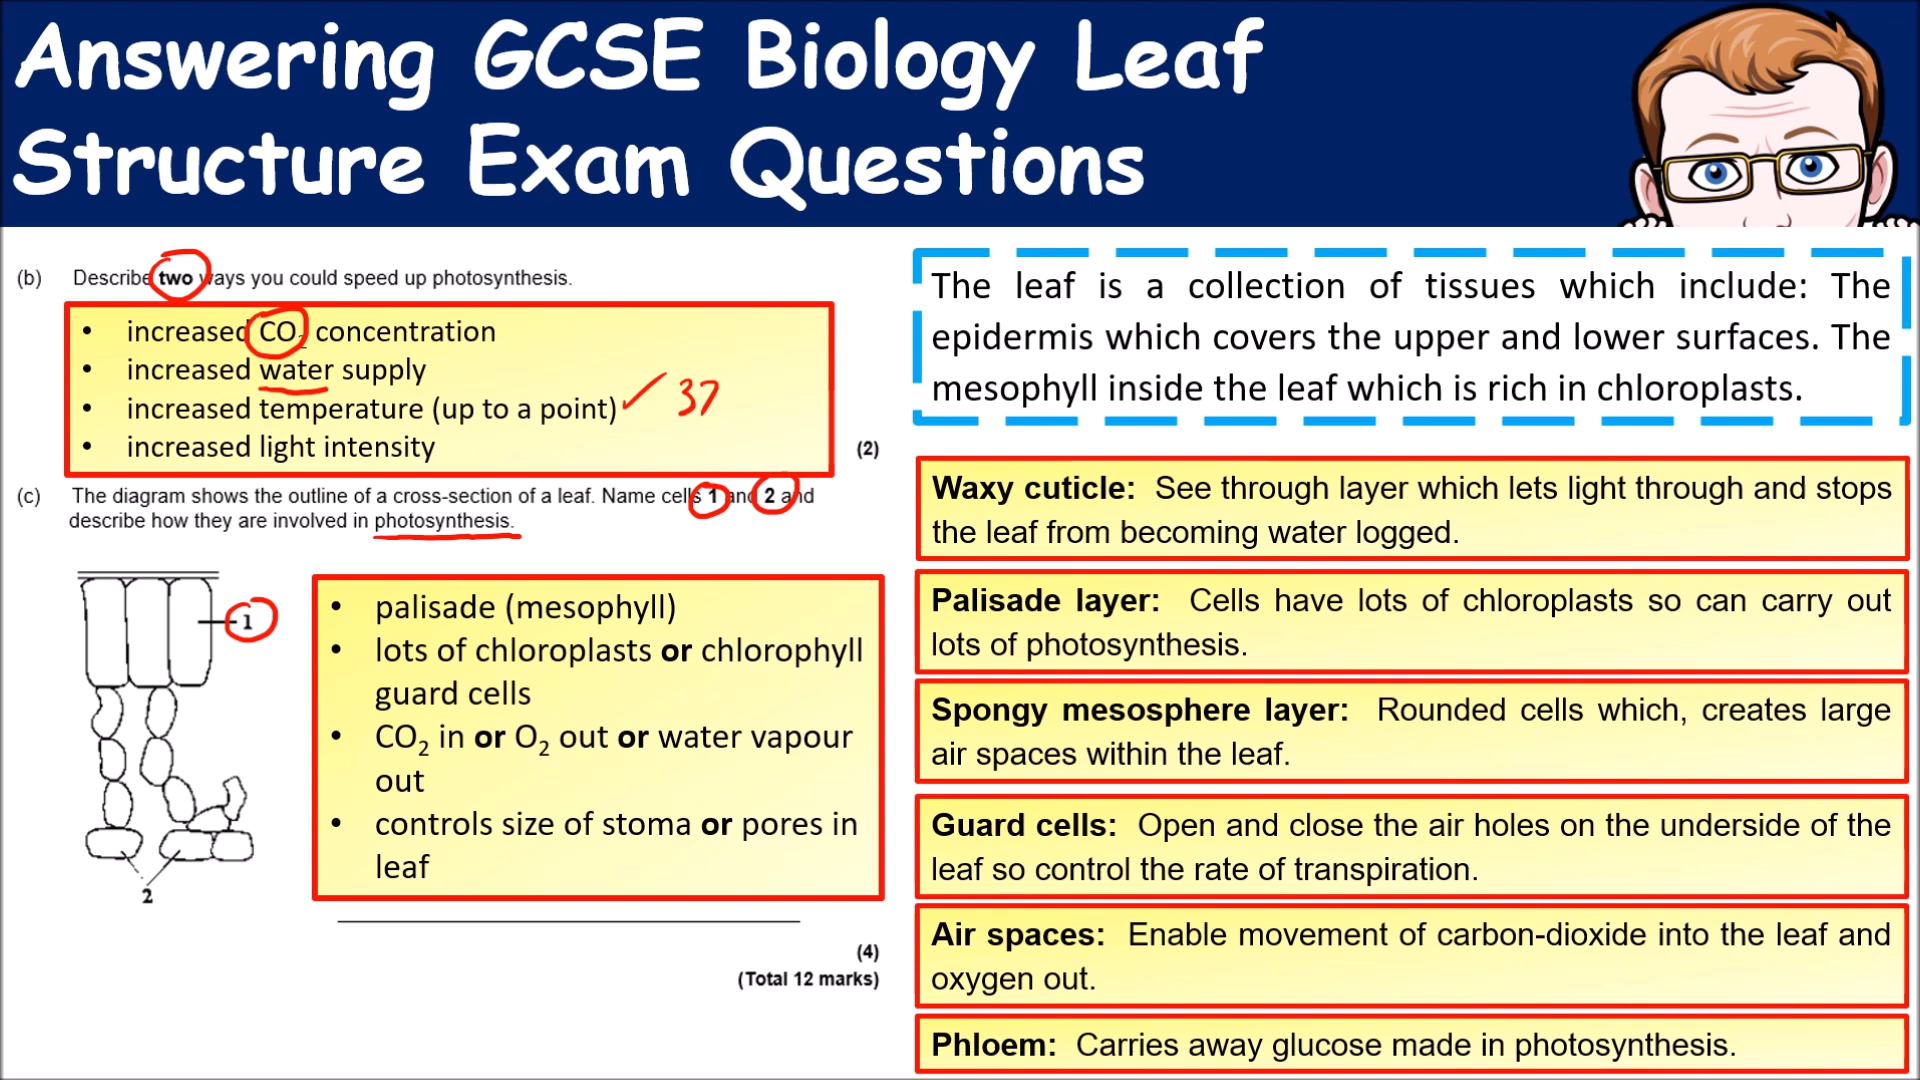 Answering GCSE Biology Leaf
Structure Exam Questions
(b) Describe two ways you could speed up photosynthesis.
• increased CO₂ concentration
• increased water supply
• increased temperature (up to a point) ✓ 37
• increased light intensity
(2)
(c) The diagram shows the outline of a cross-section of a leaf. Name cells 1 and 2 and
describe how they are involved in photosynthesis.
1
2
• palisade (mesophyll)
• lots of chloroplasts or chlorophyll
guard cells
• CO₂ in or O₂ out or water vapour
out
• controls size of stoma or pores in
leaf
(4)
(Total 12 marks)
The leaf is a collection of tissues which include: The
epidermis which covers the upper and lower surfaces. The
mesophyll inside the leaf which is rich in chloroplasts.
Waxy cuticle: See through layer which lets light through and stops
the leaf from becoming water logged.
Palisade layer: Cells have lots of chloroplasts so can carry out
lots of photosynthesis.
Spongy mesosphere layer: Rounded cells which, creates large
air spaces within the leaf.
Guard cells: Open and close the air holes on the underside of the
leaf so control the rate of transpiration.
Air spaces: Enable movement of carbon-dioxide into the leaf and
oxygen out.
Phloem: Carries away glucose made in photosynthesis.